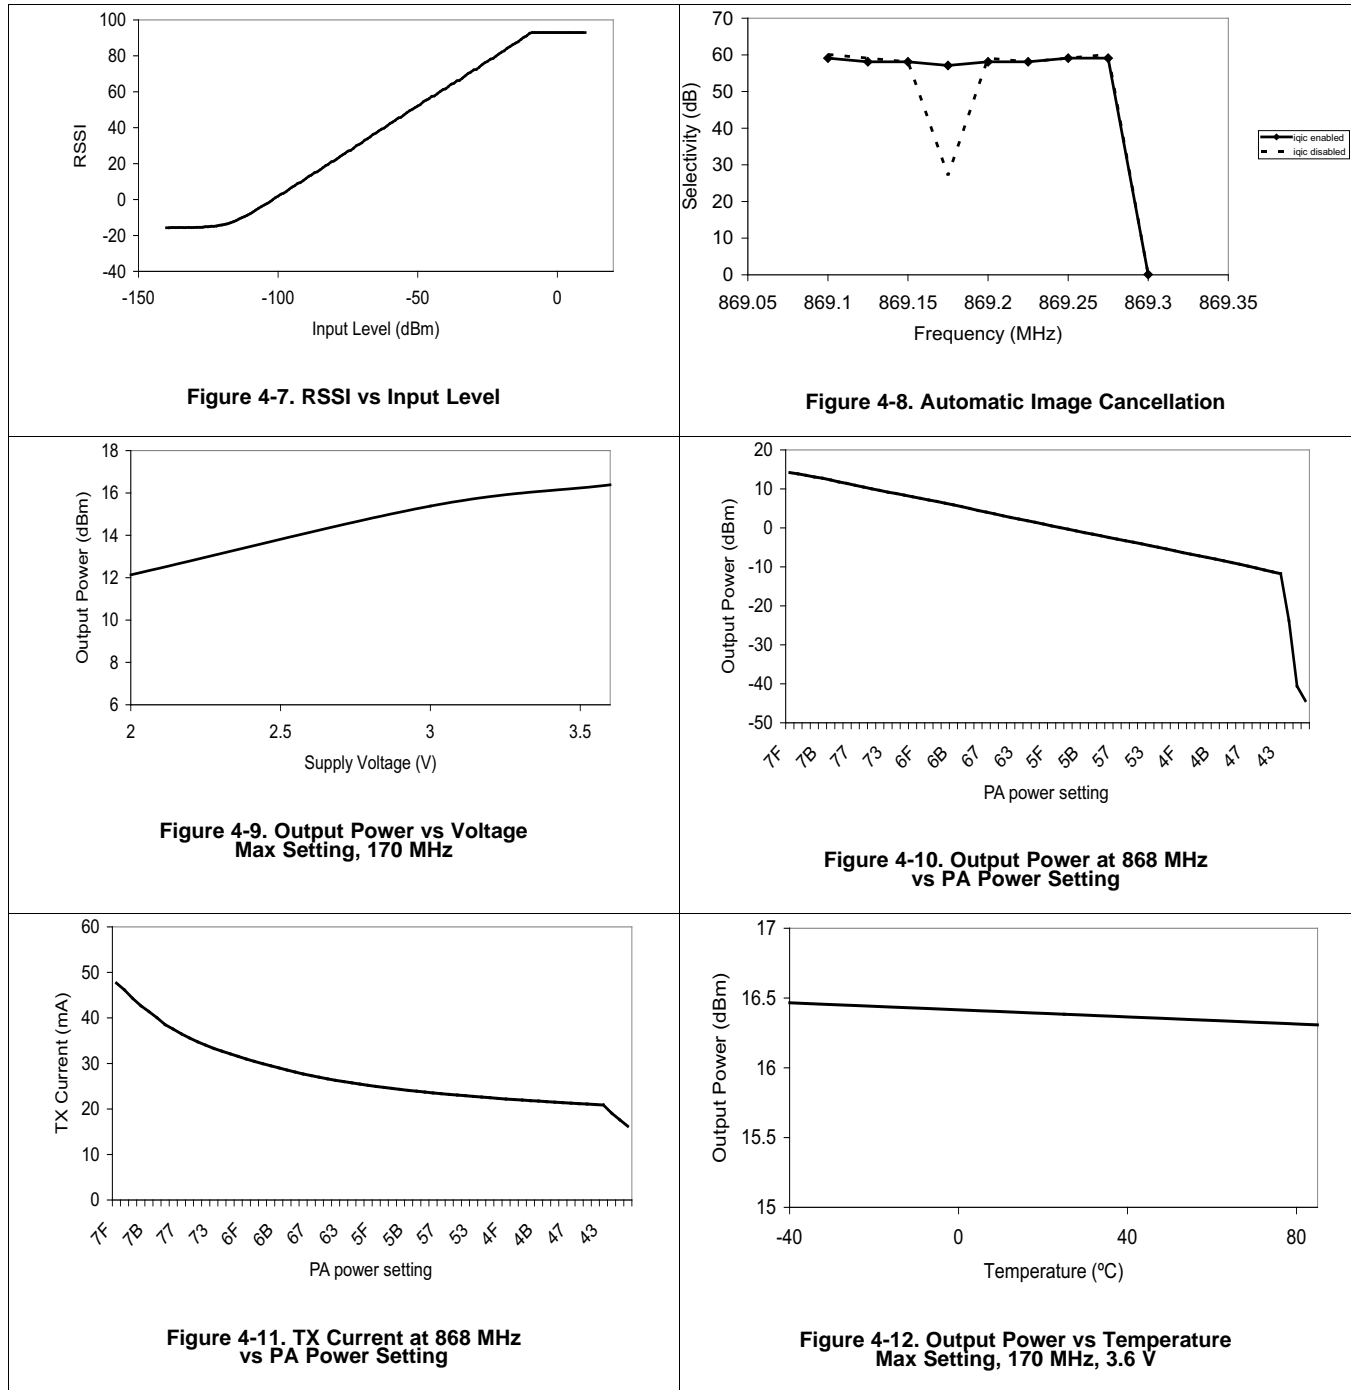 100
80
60
40
20
0
-20
-40
-150
-100
-50
0
RSSI
Input Level (dBm)
Figure 4-7. RSSI vs Input Level
70
60
50
40
30
20
10
0
869.05
869.1
869.15
869.2
869.25
869.3
869.35
Selectivity (dB)
Frequency (MHz)
iqic enabled
iqic disabled
Figure 4-8. Automatic Image Cancellation
18
16
14
12
10
8
6
2
2.5
3
3.5
Output Power (dBm)
Supply Voltage (V)
Figure 4-9. Output Power vs Voltage
Max Setting, 170 MHz
20
10
0
-10
-20
-30
-40
-50
7F
7B
77
73
6F
6B
67
63
5F
5B
57
53
4F
4B
47
43
Output Power (dBm)
PA power setting
Figure 4-10. Output Power at 868 MHz
vs PA Power Setting
60
50
40
30
20
10
0
7F
7B
77
73
6F
6B
67
63
5F
5B
57
53
4F
4B
47
43
TX Current (mA)
PA power setting
Figure 4-11. TX Current at 868 MHz
vs PA Power Setting
17
16.5
16
15.5
15
-40
0
40
80
Output Power (dBm)
Temperature (ºC)
Figure 4-12. Output Power vs Temperature
Max Setting, 170 MHz, 3.6 V